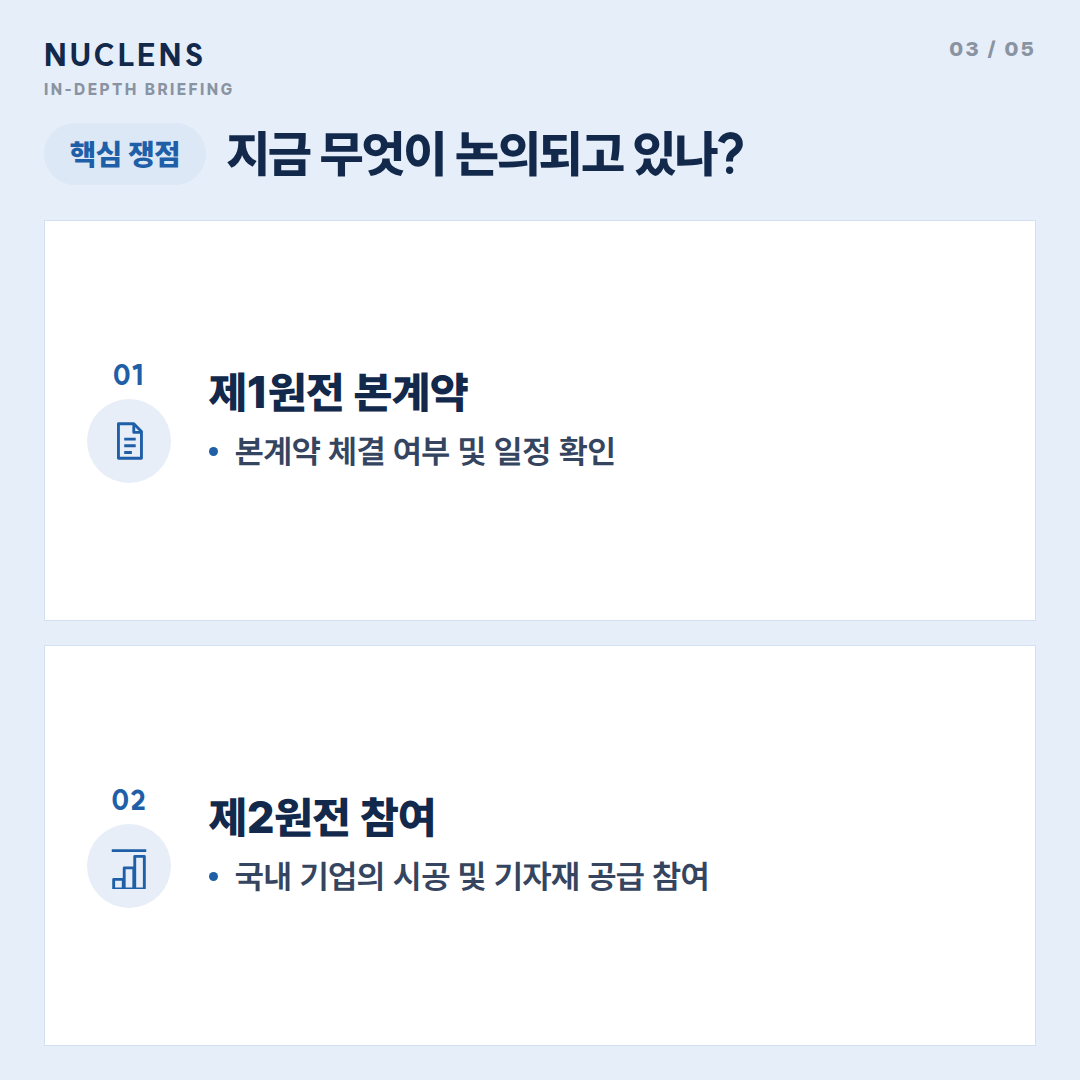 NUCLENS
03 / 05
IN-DEPTH BRIEFING
핵심 쟁점
지금 무엇이 논의되고 있나?
01
제1원전 본계약
• 본계약 체결 여부 및 일정 확인
02
제2원전 참여
• 국내 기업의 시공 및 기자재 공급 참여